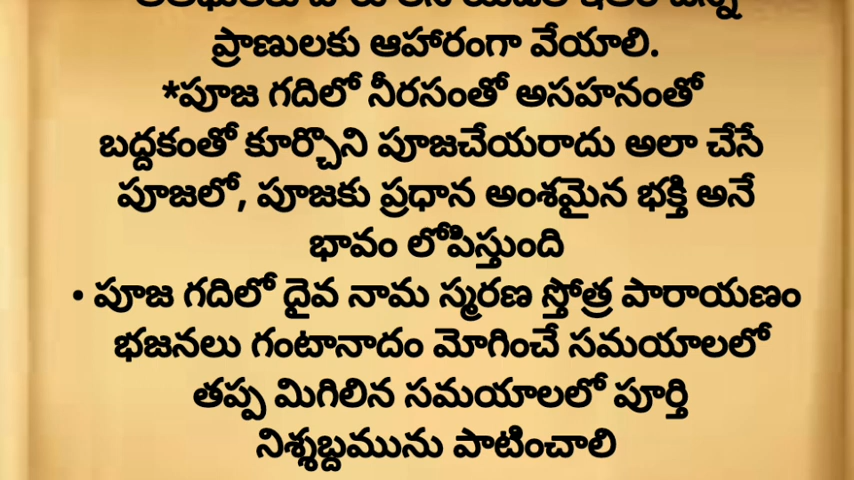 ప్రాణులకు ఆహారంగా వేయాలి.
*పూజ గదిలో నీరసంతో అసహనంతో
బద్దకంతో కూర్చొని పూజచేయరాదు అలా చేసే
పూజలో, పూజకు ప్రధాన అంశమైన భక్తి అనే
భావం లోపిస్తుంది
• పూజ గదిలో దైవ నామ స్మరణ స్తోత్ర పారాయణం
భజనలు గంటానాదం మోగించే సమయాలలో
తప్ప మిగిలిన సమయాలలో పూర్తి
నిశ్శబ్దమును పాటించాలి